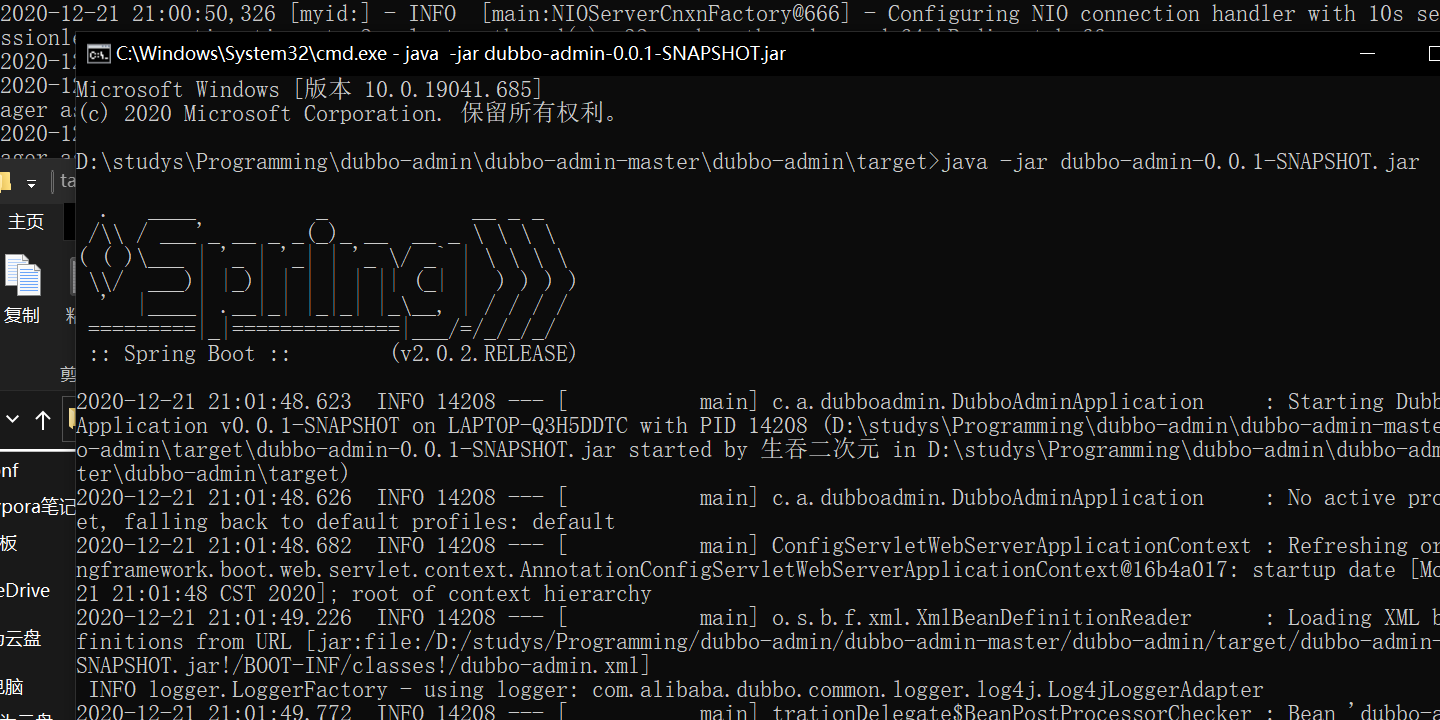 2020-12-21 21:00:50,326 [myid:] - INFO  [main:NIOServerCnxnFactory@666] - Configuring NIO connection handler with 10s se
ssionle
2020-12
C:\Windows\System32\cmd.exe - java  -jar dubbo-admin-0.0.1-SNAPSHOT.jar
2020-12
ager as
2020-12
Microsoft Windows [版本 10.0.19041.685]
(c) 2020 Microsoft Corporation. 保留所有权利。
D:\studys\Programming\dubbo-admin\dubbo-admin-master\dubbo-admin\target>java -jar dubbo-admin-0.0.1-SNAPSHOT.jar
ta
主页
复制
剪
Spring
:: Spring Boot ::        (v2.0.2.RELEASE)
2020-12-21 21:01:48.623  INFO 14208 --- [           main] c.a.dubboadmin.DubboAdminApplication     : Starting Dubb
Application v0.0.1-SNAPSHOT on LAPTOP-Q3H5DDTC with PID 14208 (D:\studys\Programming\dubbo-admin\dubbo-admin-maste
o-admin\target\dubbo-admin-0.0.1-SNAPSHOT.jar started by 生吞二次元 in D:\studys\Programming\dubbo-admin\dubbo-adm
ter\dubbo-admin\target)
2020-12-21 21:01:48.626  INFO 14208 --- [           main] c.a.dubboadmin.DubboAdminApplication     : No active pro
et, falling back to default profiles: default
2020-12-21 21:01:48.682  INFO 14208 --- [           main] ConfigServletWebServerApplicationContext : Refreshing or
ngframework.boot.web.servlet.context.AnnotationConfigServletWebServerApplicationContext@16b4a017: startup date [Mo
21 21:01:48 CST 2020]; root of context hierarchy
2020-12-21 21:01:49.226  INFO 14208 --- [           main] o.s.b.f.xml.XmlBeanDefinitionReader      : Loading XML b
finitions from URL [jar:file:/D:/studys/Programming/dubbo-admin/dubbo-admin-master/dubbo-admin/target/dubbo-admin-
SNAPSHOT.jar!/BOOT-INF/classes!/dubbo-admin.xml]
INFO logger.LoggerFactory - using logger: com.alibaba.dubbo.common.logger.log4j.Log4jLoggerAdapter
2020-12-21 21:01:49.772  INFO 14208 --- [           main] trationDelegate$BeanPostProcessorChecker : Bean 'dubbo-a
nf
pora笔记
板
eDrive
云盘
电脑